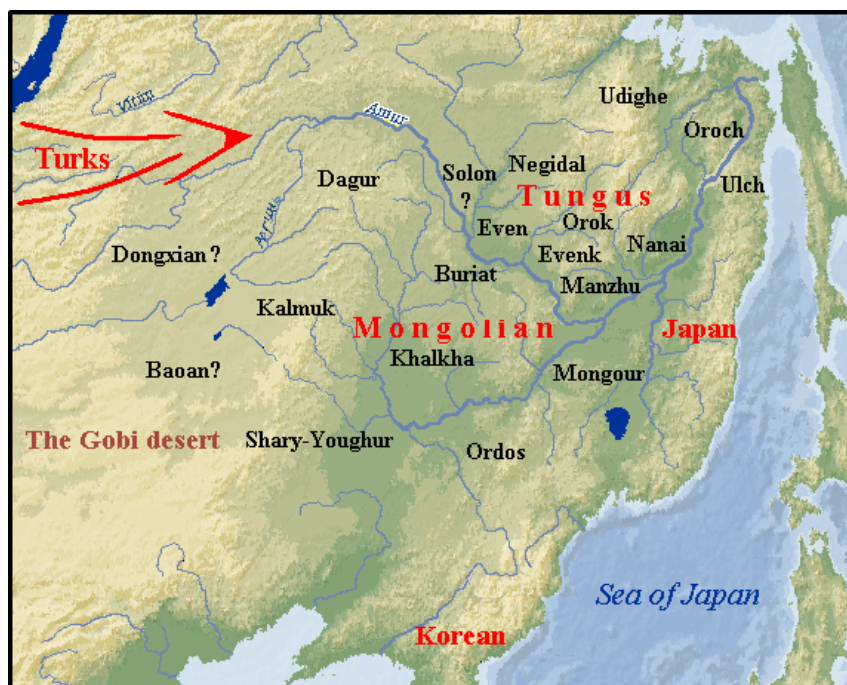 Vitim
Amur
Udighe
Oroch
Turks
Negidal
Solon
?
Dagur
Tungus
Ulch
Orok
Even
Nanai
Dongxian?
Evenk
Buriat
Manzhu
Kalmuk
Mongolian
Japan
Khalkha
Baoan?
Mongour
The Gobi desert
Shary-Youghur
Ordos
Sea of Japan
Korean